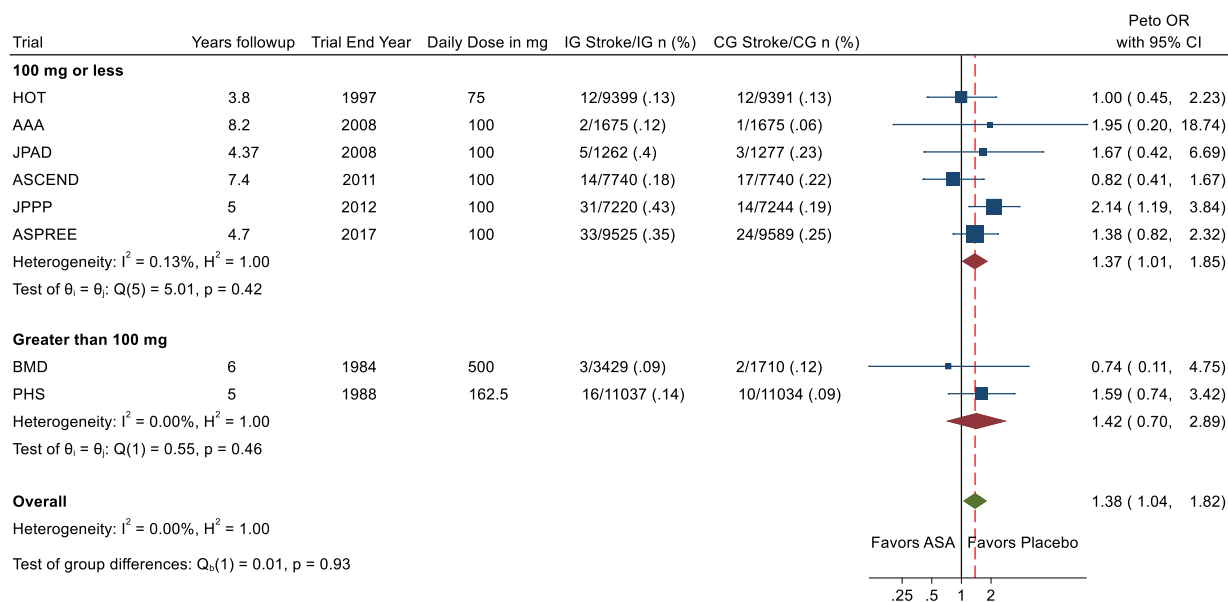 Peto OR
Trial Years followup Trial End Year Daily Dose in mg IG Stroke/IG n (%) CG Stroke/CG n (%) with 95% CI
100 mg or less
HOT 3.8 1997 75 12/9399 (.13) 12/9391 (.13) 1.00 ( 0.45, 2.23)
AAA 8.2 2008 100 2/1675 (.12) 1/1675 (.06) 1.95 ( 0.20, 18.74)
JPAD 4.37 2008 100 5/1262 (.4) 3/1277 (.23) 1.67 ( 0.42, 6.69)
ASCEND 7.4 2011 100 14/7740 (.18) 17/7740 (.22) 0.82 ( 0.41, 1.67)
JPPP 5 2012 100 31/7220 (.43) 14/7244 (.19) 2.14 ( 1.19, 3.84)
ASPREE 4.7 2017 100 33/9525 (.35) 24/9589 (.25) 1.38 ( 0.82, 2.32)
Heterogeneity: I² = 0.13%, H² = 1.00 1.37 ( 1.01, 1.85)
Test of θᵢ = θⱼ: Q(5) = 5.01, p = 0.42
Greater than 100 mg
BMD 6 1984 500 3/3429 (.09) 2/1710 (.12) 0.74 ( 0.11, 4.75)
PHS 5 1988 162.5 16/11037 (.14) 10/11034 (.09) 1.59 ( 0.74, 3.42)
Heterogeneity: I² = 0.00%, H² = 1.00 1.42 ( 0.70, 2.89)
Test of θᵢ = θⱼ: Q(1) = 0.55, p = 0.46
Overall 1.38 ( 1.04, 1.82)
Heterogeneity: I² = 0.00%, H² = 1.00
Favors ASA Favors Placebo
Test of group differences: Q_b(1) = 0.01, p = 0.93
.25 .5 1 2